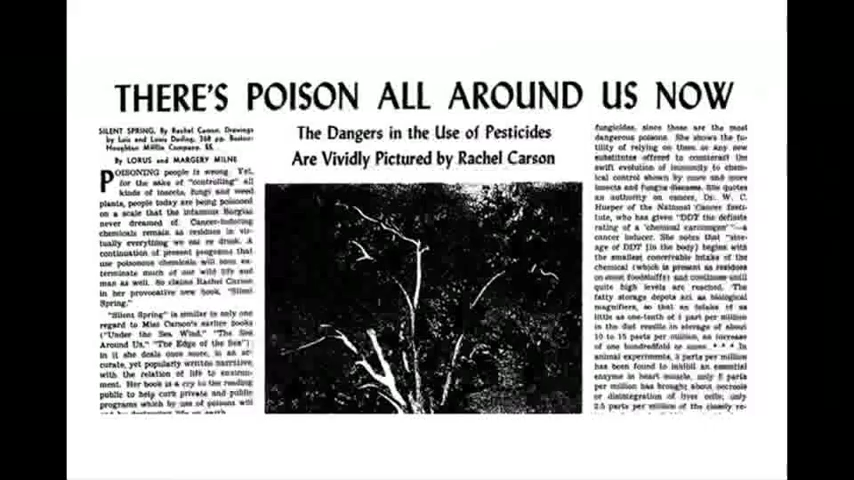 THERE'S POISON ALL AROUND US NOW
The Dangers in the Use of Pesticides
Are Vividly Pictured by Rachel Carson
SILENT SPRING. By Rachel Carson. Drawings
by Lois and Louis Darling. 368 pp. Boston:
Houghton Mifflin Company. $5.
By LORUS and MARGERY MILNE
POISONING people is wrong. Yet,
for the sake of "controlling" all
kinds of insects, fungi and weed
plants, people today are being poisoned
on a scale that the infamous Borgias
never dreamed of. Cancer-inducing
chemicals remain as residues in vir-
tually everything we eat or drink. A
continuation of present programs that
use poisonous chemicals will soon ex-
terminate much of our wild life and
man as well. So claims Rachel Carson
in her provocative new book, "Silent
Spring."
"Silent Spring" is similar in only one
regard to Miss Carson's earlier books
("Under the Sea Wind," "The Sea
Around Us," "The Edge of the Sea"):
in it she deals once more, in an ac-
curate, yet popularly written narrative,
with the relation of life to environ-
ment. Her book is a cry to the reading
public to help curb private and public
programs which by use of poisons will
end by destroying life on earth.
fungicides, since these are the most
dangerous poisons. She shows the fu-
tility of relying on them or any new
substitutes offered to counteract the
swift evolution of immunity to chemi-
cal control shown by more and more
insects and fungus diseases. She quotes
an authority on cancer, Dr. W. C.
Hueper of the National Cancer Insti-
tute, who has given "DDT the definite
rating of a 'chemical carcinogen'"—a
cancer inducer. She notes that "stor-
age of DDT (in the body) begins with
the smallest conceivable intake of the
chemical (which is present as residues
on most foodstuffs) and continues until
quite high levels are reached. The
fatty storage depots act as biological
magnifiers, so that an intake of as
little as one-tenth of 1 part per million
in the diet results in storage of about
10 to 15 parts per million, an increase
of one hundredfold or more. * * * In
animal experiments, 3 parts per million
has been found to inhibit an essential
enzyme in heart muscle, only 5 parts
per million has brought about necrosis
or disintegration of liver cells; only
2.5 parts per million of the closely re-